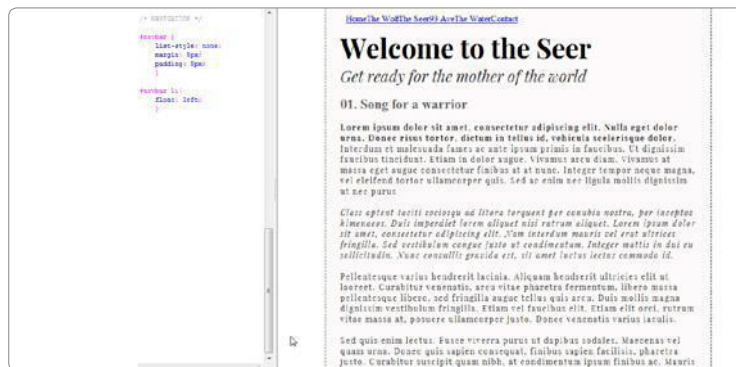 /* NAVIGATION */
#navbar {
list-style: none;
margin: 0px;
padding: 0px;
}
#navbar li{
float: left;
}
HomeThe WolfThe Seer93 AveThe WaterContact
Welcome to the Seer
Get ready for the mother of the world
01. Song for a warrior
Lorem ipsum dolor sit amet, consectetur adipiscing elit. Nulla eget dolor
urna. Donec risus tortor, dictum in tellus id, vehicula scelerisque dolor.
Interdum et malesuada fames ac ante ipsum primis in faucibus. Ut dignissim
faucibus tincidunt. Etiam in dolor augue. Vivamus arcu diam. Vivamus at
massa eget augue consectetur finibus at at nunc. Integer tempor neque magna,
vel eleifend tortor ullamcorper quis. Sed ac enim nec ligula mollis dignissim
ut nec purus
Class aptent taciti sociosqu ad litora torquent per conubia nostra, per inceptos
himenaeos. Duis imperdiet lorem aliquet nisi rutrum aliquet. Lorem ipsum dolor
sit amet, consectetur adipiscing elit. Nam interdum mauris vel erat ultrices
fringilla. Sed vestibulum congue justo ut condimentum. Integer mattis in dui eu
sollicitudin. Nunc convallis gravida est, sit amet luctus lectus commodo id.
Pellentesque varius hendrerit lacinia. Aliquam hendrerit ultricies elit ut
laoreet. Curabitur venenatis, arcu vitae pharetra fermentum, libero massa
pellentesque libero, sed fringilla augue tellus quis arcu. Duis mollis magna
dignissim vestibulum fringilla. Etiam vel faucibus elit. Etiam elit orci, rutrum
vitae massa at, posuere ullamcorper justo. Donec venenatis varius iaculis.
Sed quis enim lectus. Fusce viverra purus ut dapibus sodales. Maecenas vel
quam urna. Donec quis sapien consequat, finibus sapien facilisis, pharetra
justo. Curabitur suscipit quam nibh, at condimentum ipsum finibus ac. Mauris